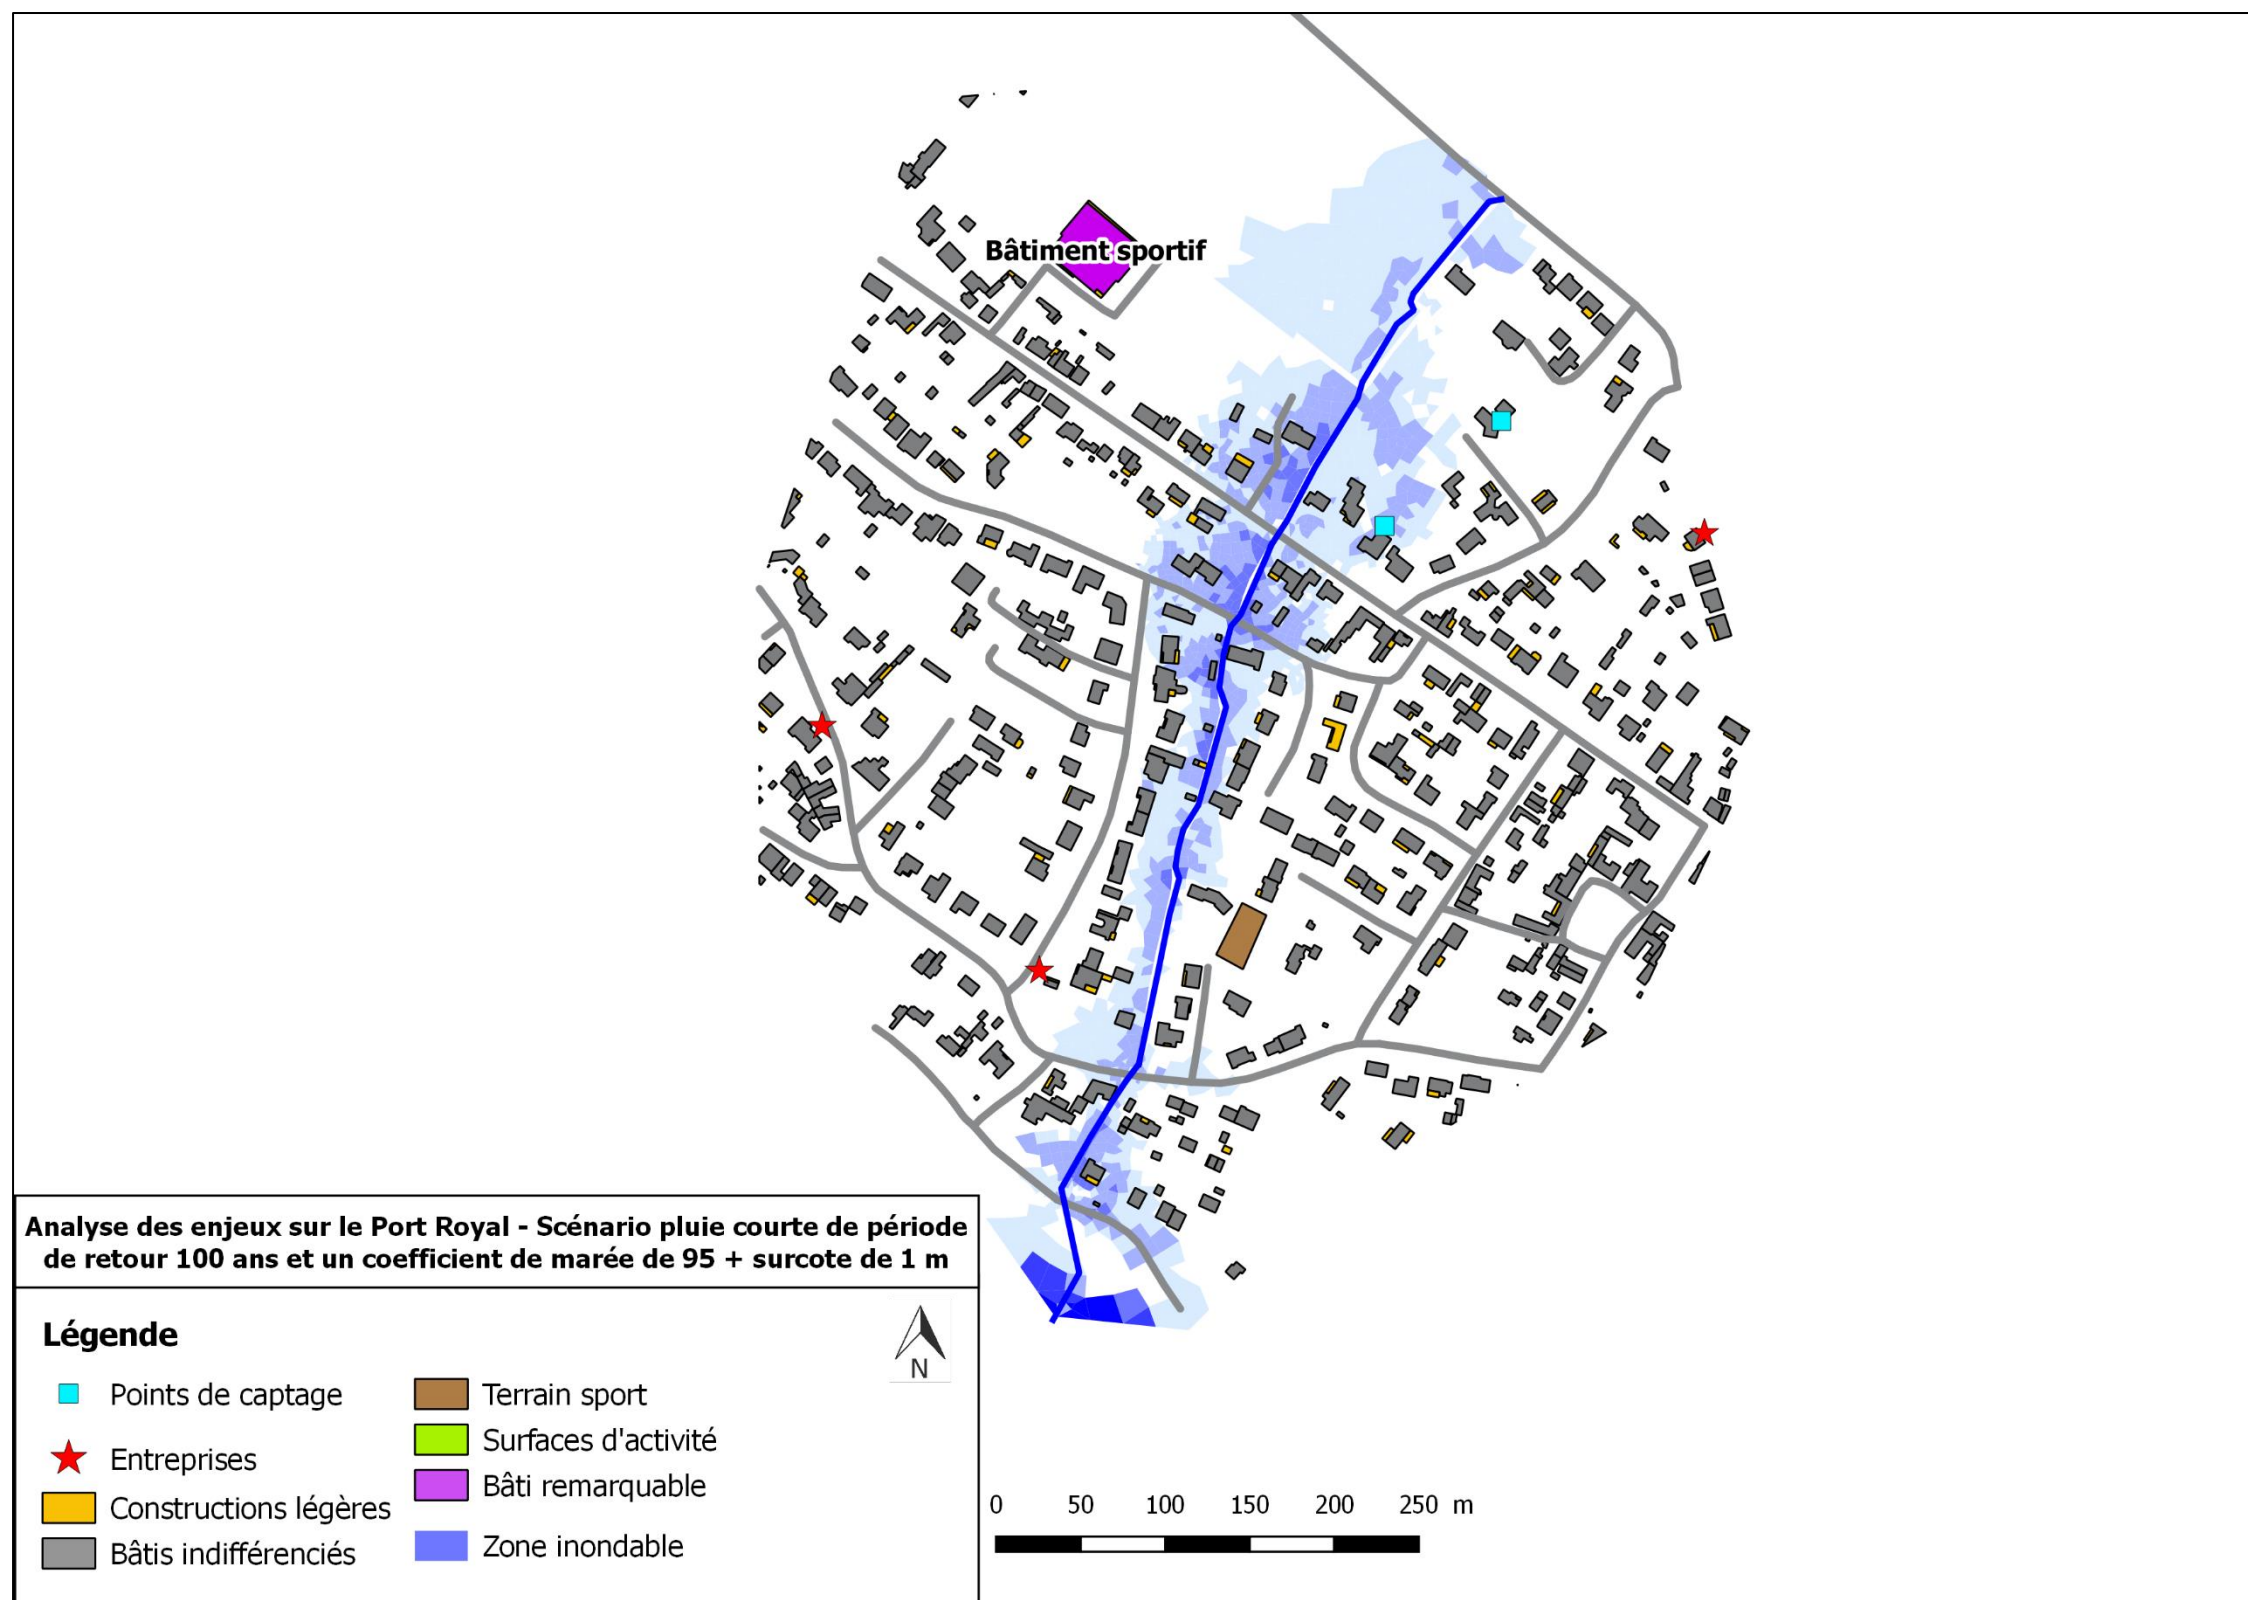 Bâtiment sportif
Analyse des enjeux sur le Port Royal - Scénario pluie courte de période
de retour 100 ans et un coefficient de marée de 95 + surcote de 1 m
Légende
N
Points de captage
Entreprises
Constructions légères
Bâtis indifférenciés
Terrain sport
Surfaces d'activité
Bâti remarquable
Zone inondable
0 50 100 150 200 250 m